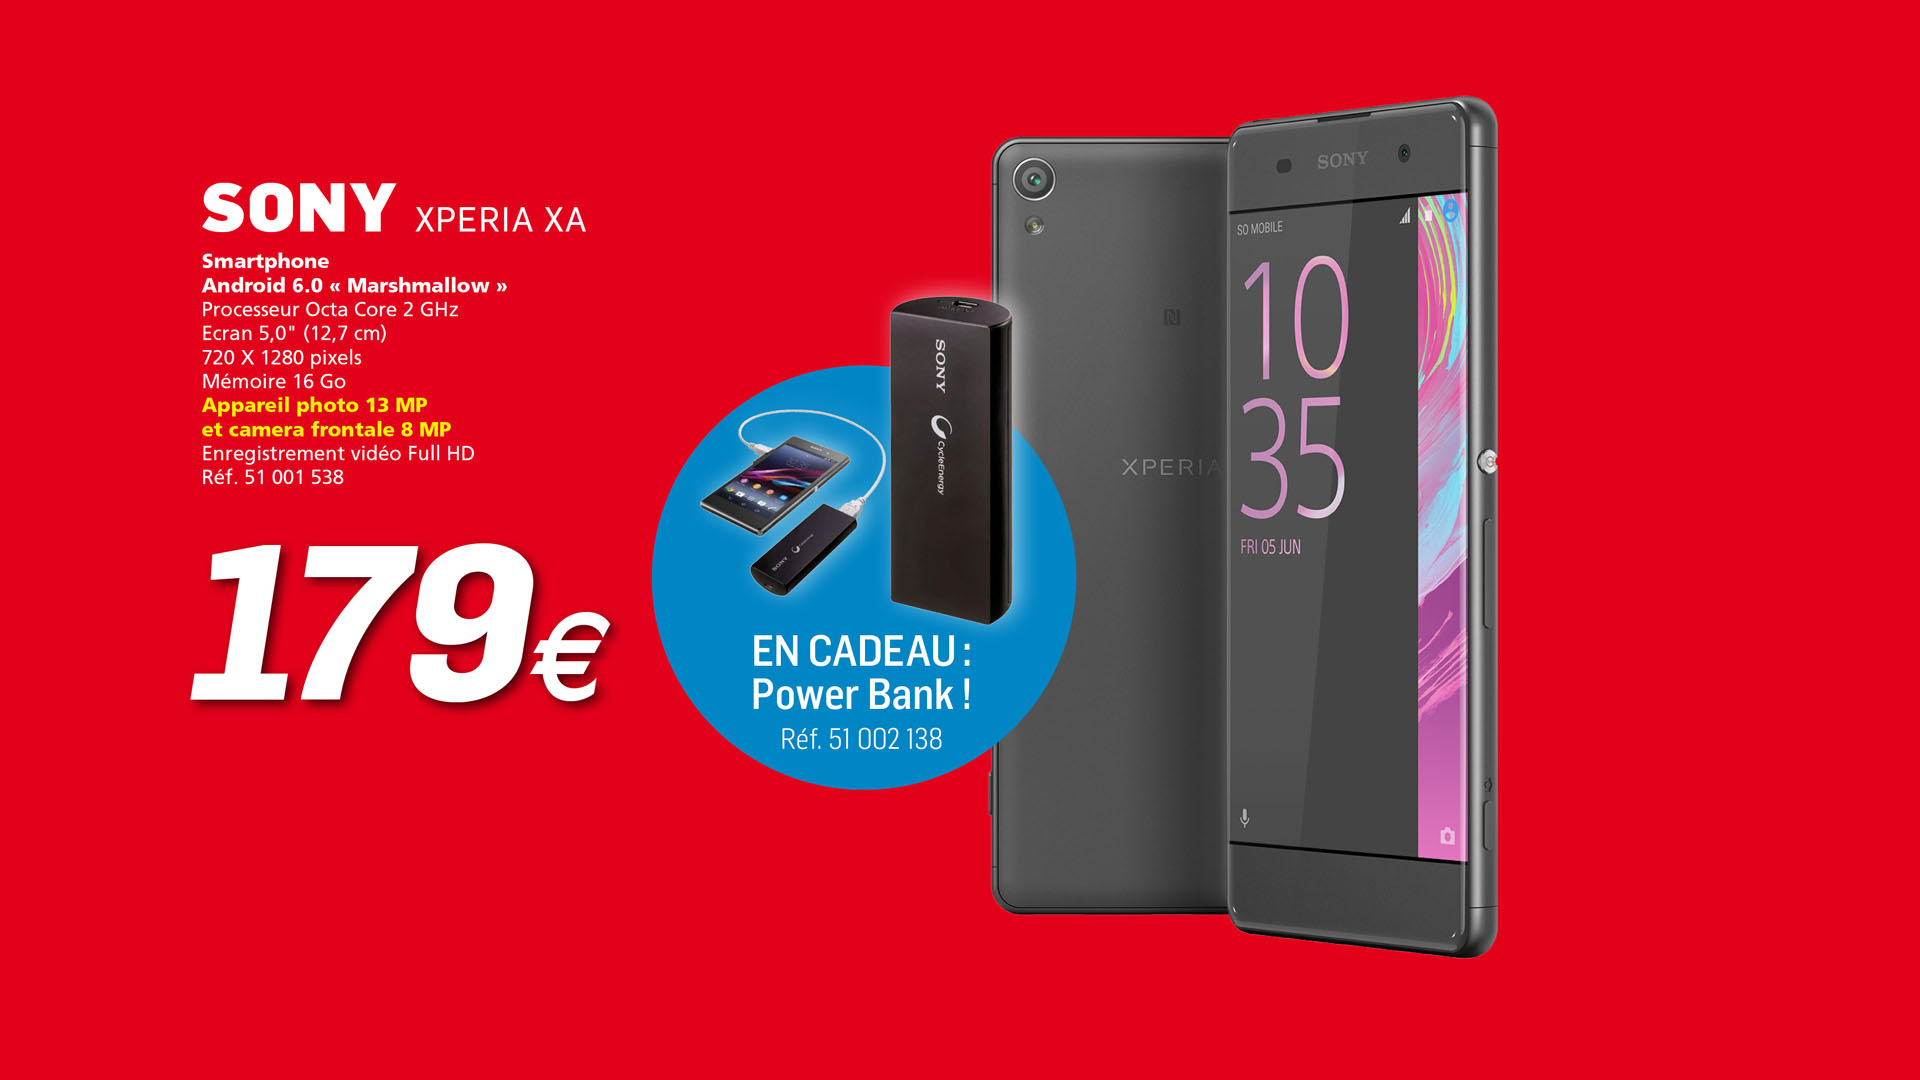 SONY XPERIA XA
Smartphone
Android 6.0 « Marshmallow »
Processeur Octa Core 2 GHz
Ecran 5,0" (12,7 cm)
720 X 1280 pixels
Mémoire 16 Go
Appareil photo 13 MP
et camera frontale 8 MP
Enregistrement vidéo Full HD
Réf. 51 001 538
179€
SONY CycleEnergy
SONY
EN CADEAU :
Power Bank !
Réf. 51 002 138
XPERIA
SONY
SO MOBILE
10
35
FRI 05 JUN